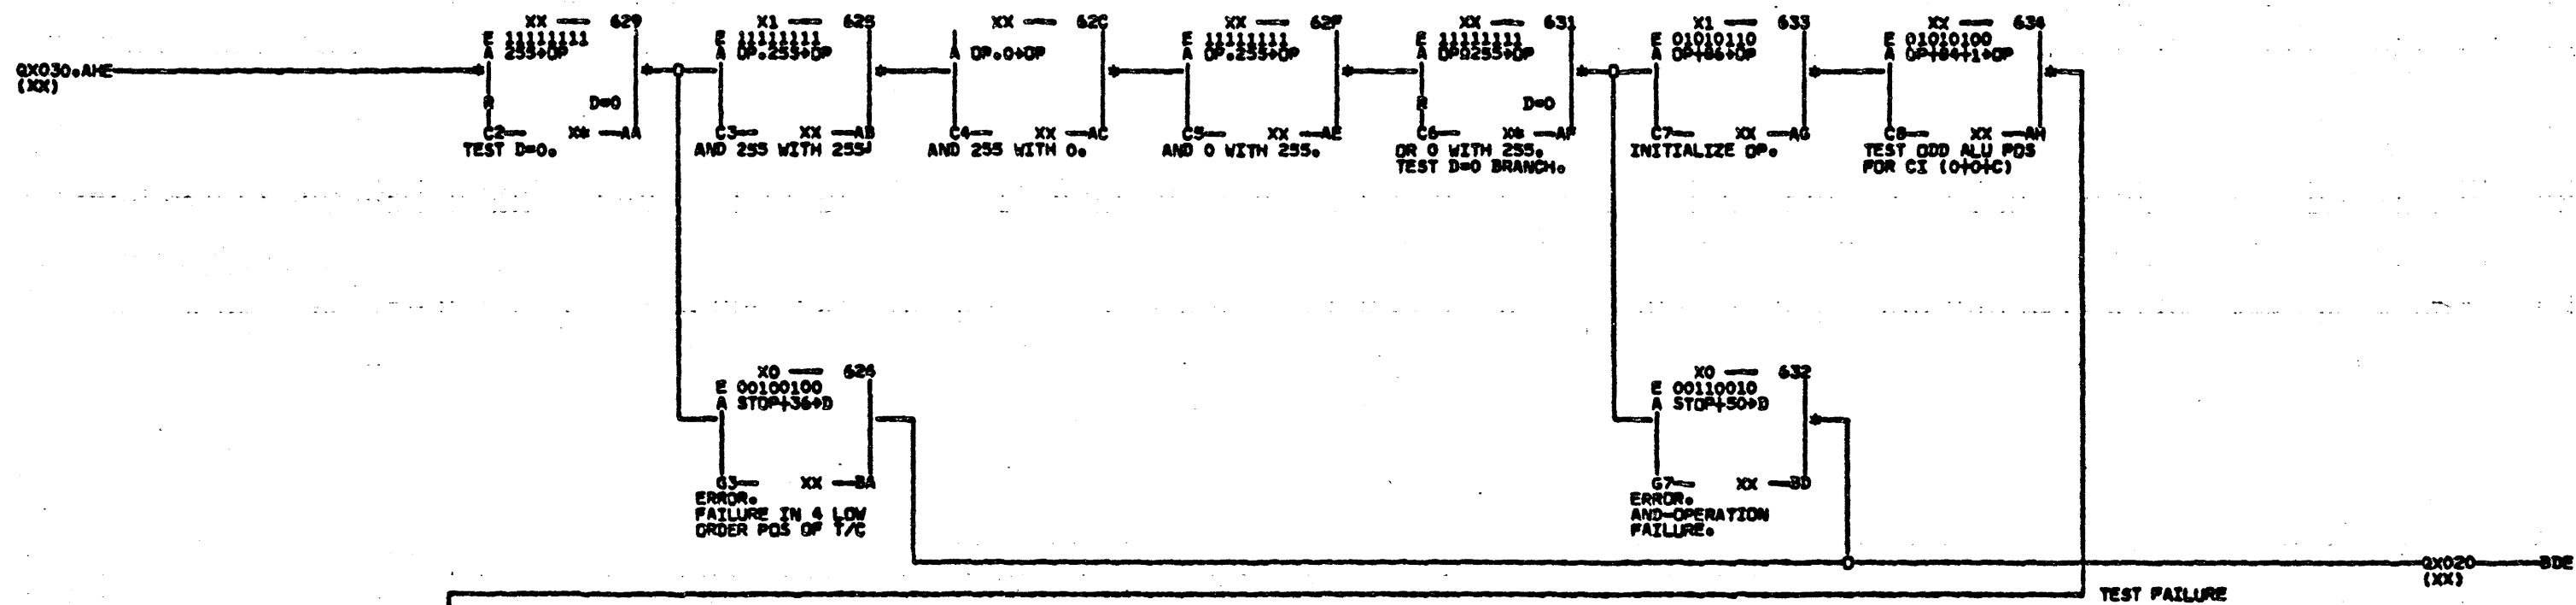 XX — 629
E 11111111
A 255+DP
QX030.AHE
(XX)
R D=0
C2— X* —AA
TEST D=0.
X1 — 625
E 11111111
A DP.255+DP
C3— XX —AB
AND 255 WITH 255
XX — 62C
A DP.0+DP
C4— XX —AC
AND 255 WITH 0.
XX — 62F
E 11111111
A DP.255+DP
C5— XX —AE
AND 0 WITH 255.
XX — 631
E 11111111
A DPΩ255+DP
R D=0
C6— X* —AF
OR 0 WITH 255.
TEST D=0 BRANCH.
X1 — 633
E 01010110
A DP+86+DP
C7— XX —AG
INITIALIZE DP.
XX — 634
E 01010100
A DP+84+1+DP
C8— XX —AH
TEST ODD ALU POS
FOR CI (0+0+C)
X0 — 624
E 00100100
A STOP+36+D
G3— XX —BA
ERROR.
FAILURE IN 4 LOW
ORDER POS OF T/C
X0 — 632
E 00110010
A STOP+50+D
G7— XX —BD
ERROR.
AND-OPERATION
FAILURE.
QX020 BDE
(XX)
TEST FAILURE